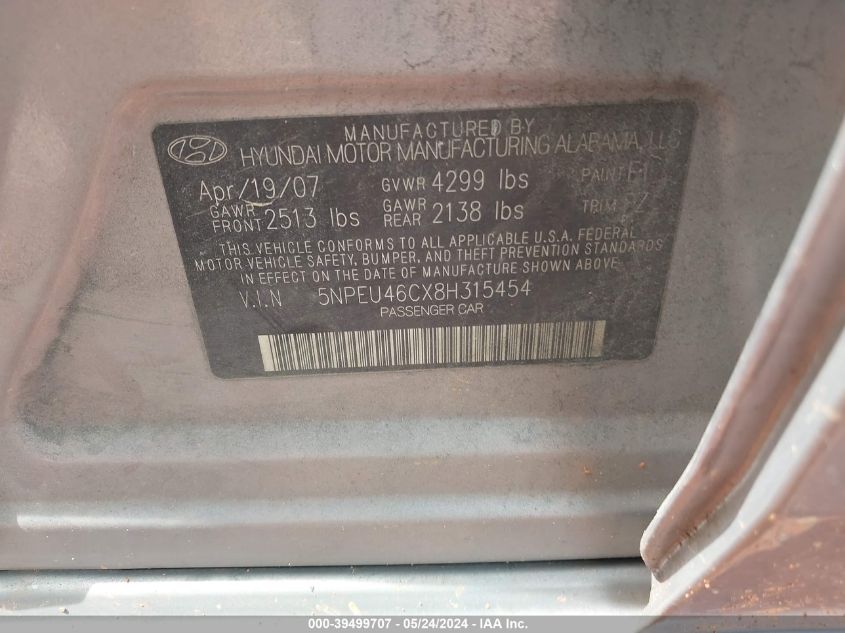 MANUFACTURED BY
HYUNDAI MOTOR MANUFACTURING ALABAMA, LLC
Apr/19/07 GVWR 4299 lbs PAINT
GAWR FRONT 2513 lbs GAWR REAR 2138 lbs TRIM
THIS VEHICLE CONFORMS TO ALL APPLICABLE U.S.A. FEDERAL
MOTOR VEHICLE SAFETY, BUMPER, AND THEFT PREVENTION STANDARDS
IN EFFECT ON THE DATE OF MANUFACTURE SHOWN ABOVE.
V.I.N 5NPEU46CX8H315454
PASSENGER CAR
000-39499707 - 05/24/2024 - IAAI.com